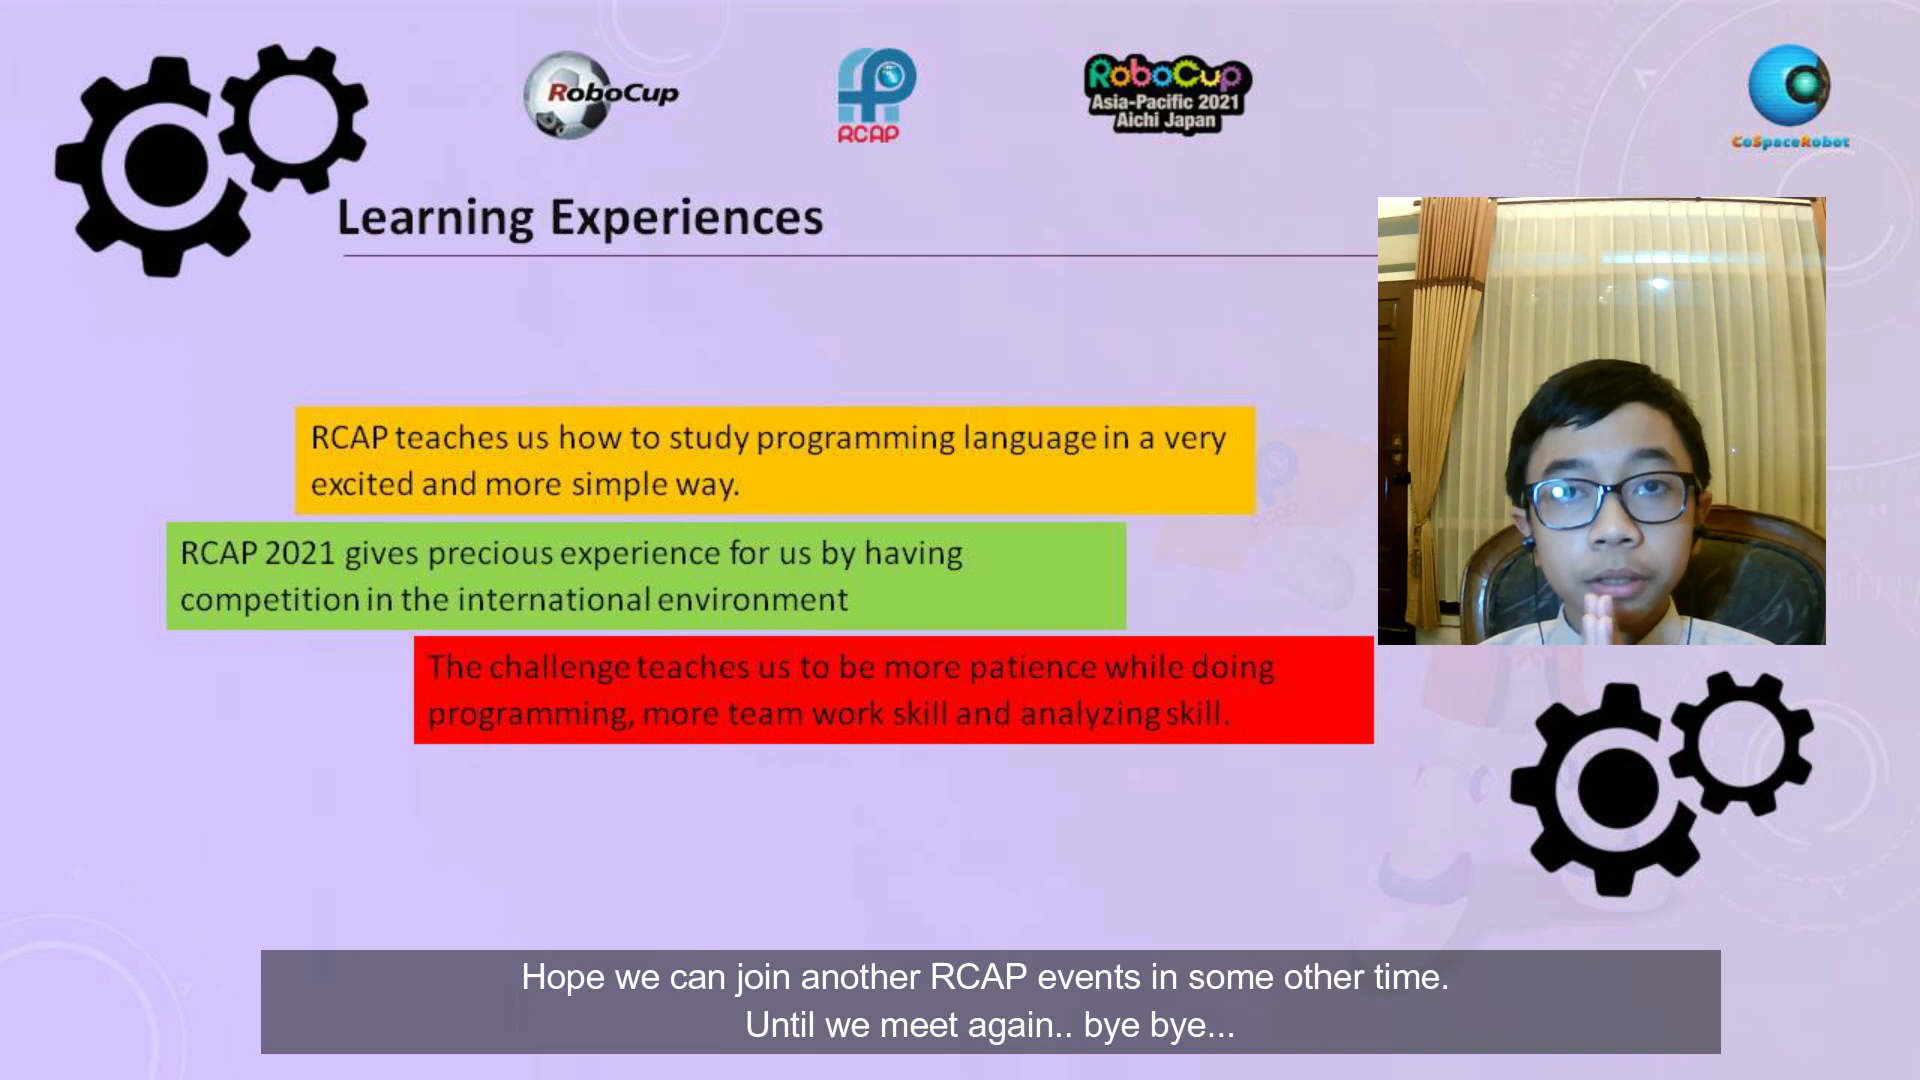 RoboCup
RCAP
RoboCup
Asia-Pacific 2021
Aichi Japan
CoSpaceRobot
Learning Experiences
RCAP teaches us how to study programming language in a very
excited and more simple way.
RCAP 2021 gives precious experience for us by having
competition in the international environment
The challenge teaches us to be more patience while doing
programming, more team work skill and analyzing skill.
Hope we can join another RCAP events in some other time.
Until we meet again.. bye bye...